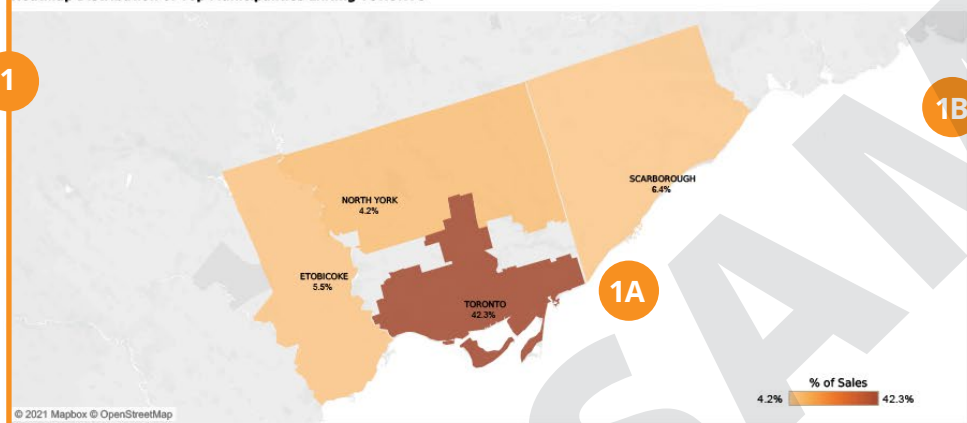 1
1B
SCARBOROUGH
6.4%
NORTH YORK
4.2%
ETOBICOKE
5.5%
1A
TORONTO
42.3%
% of Sales
4.2% 42.3%
© 2021 Mapbox © OpenStreetMap
SAM